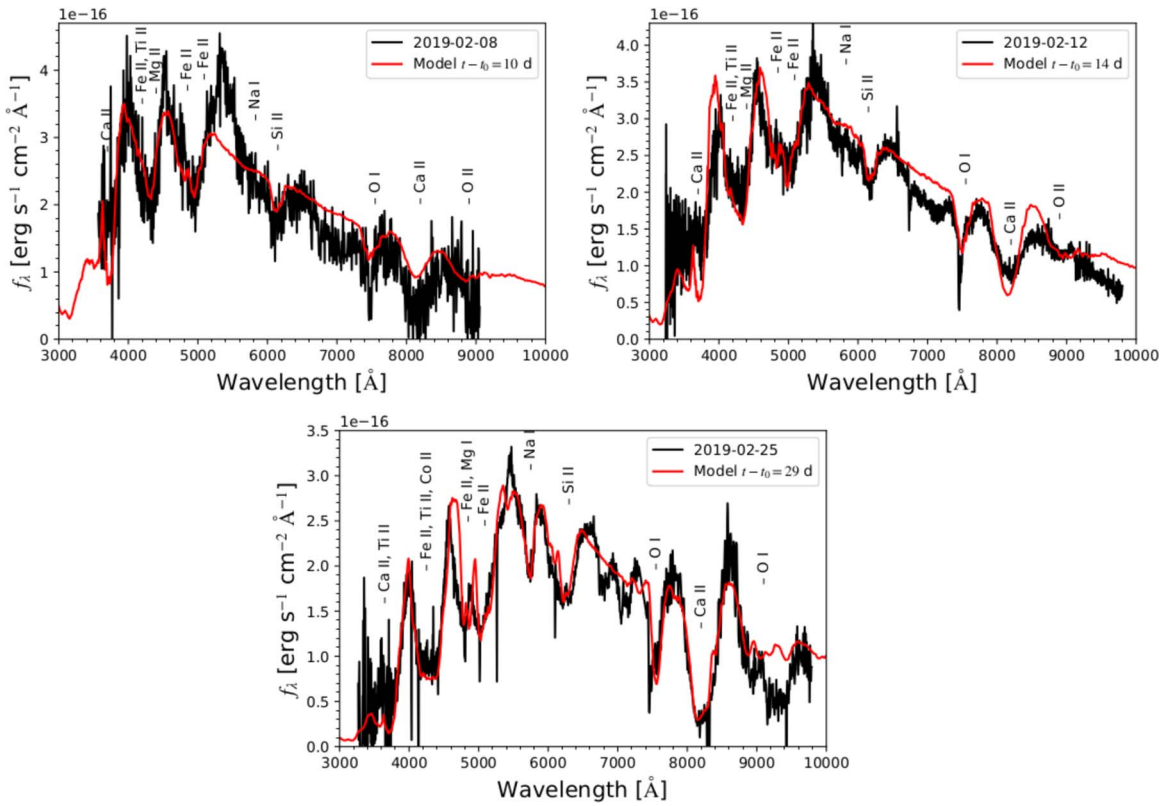 1e−16
2019-02-08
Model t − t₀ = 10 d
Ca II
Fe II, Ti II
Mg II
Fe II
Fe II
Na I
Si II
O I
Ca II
O II
fλ [erg s⁻¹ cm⁻² Å⁻¹]
4
3
2
1
0
3000 4000 5000 6000 7000 8000 9000 10000
Wavelength [Å]
1e−16
2019-02-12
Model t − t₀ = 14 d
Ca II
Fe II, Ti II
Mg II
Fe II
Fe II
Na I
Si II
O I
Ca II
O II
fλ [erg s⁻¹ cm⁻² Å⁻¹]
4.0
3.5
3.0
2.5
2.0
1.5
1.0
0.5
0.0
3000 4000 5000 6000 7000 8000 9000 10000
Wavelength [Å]
1e−16
2019-02-25
Model t − t₀ = 29 d
Ca II, Ti II
Fe II, Ti II, Co II
Fe II, Mg I
Fe II
Na I
Si II
O I
Ca II
O I
fλ [erg s⁻¹ cm⁻² Å⁻¹]
3.5
3.0
2.5
2.0
1.5
1.0
0.5
0.0
3000 4000 5000 6000 7000 8000 9000 10000
Wavelength [Å]